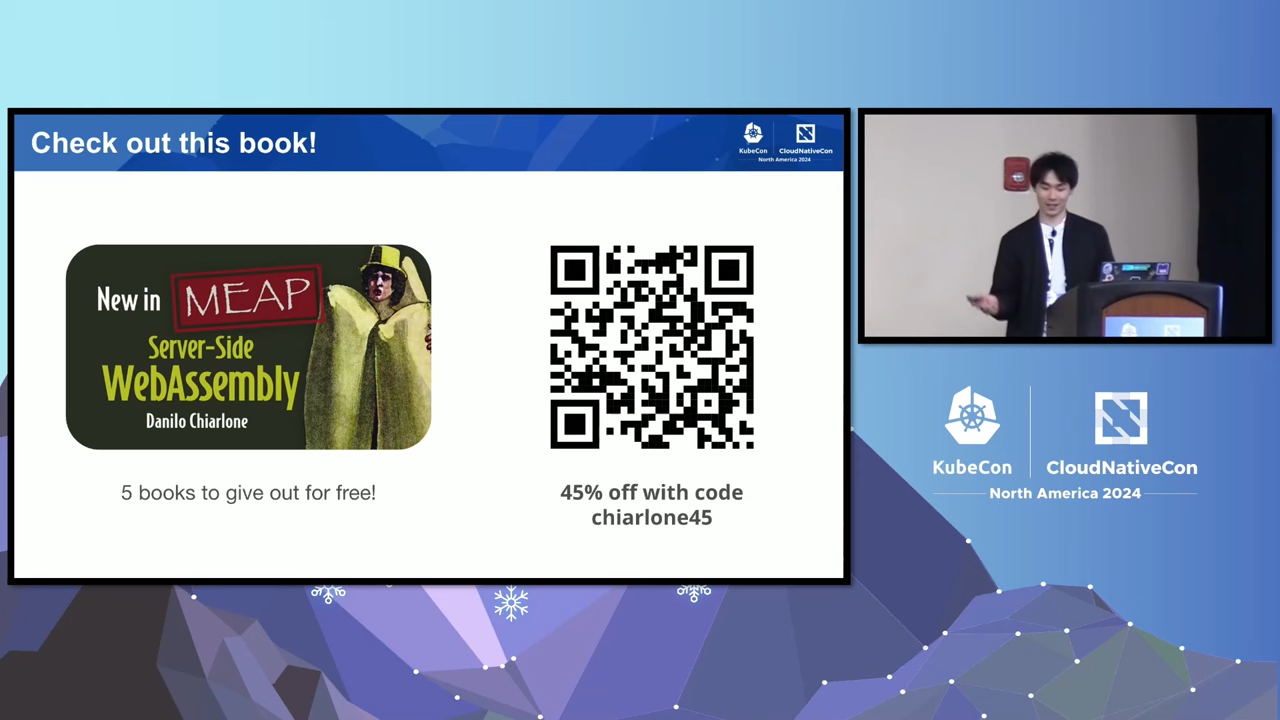 Check out this book!
KubeCon
CloudNativeCon
North America 2024
New in MEAP
Server-Side
WebAssembly
Danilo Chiarlone
5 books to give out for free!
45% off with code
chiarlone45
KubeCon
CloudNativeCon
North America 2024